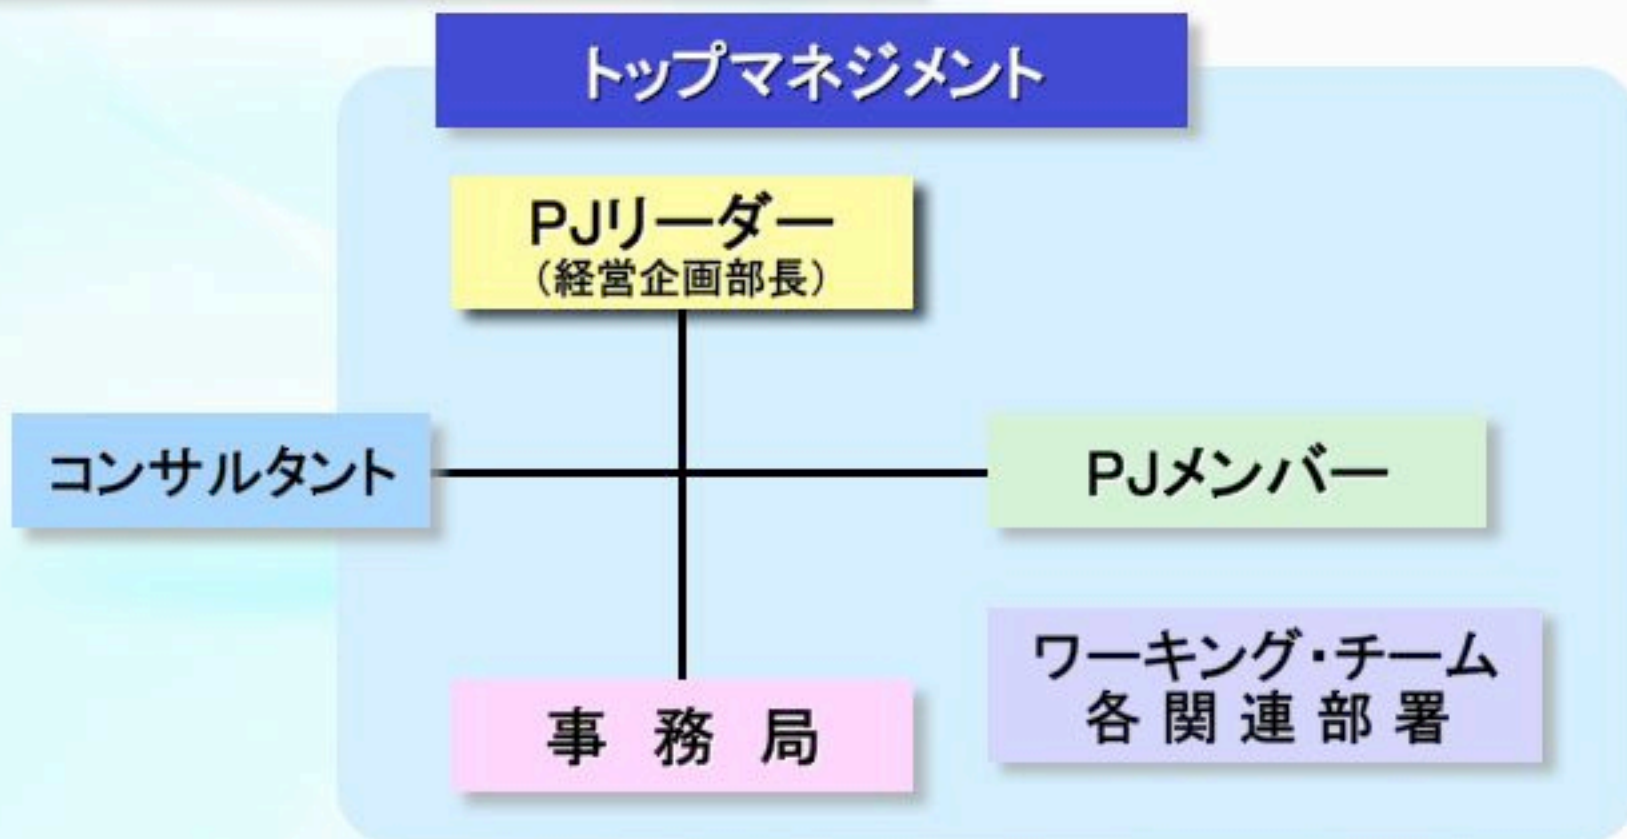 トップマネジメント
PJリーダー
（経営企画部長）
コンサルタント
PJメンバー
ワーキング・チーム
各関連部署
事務局